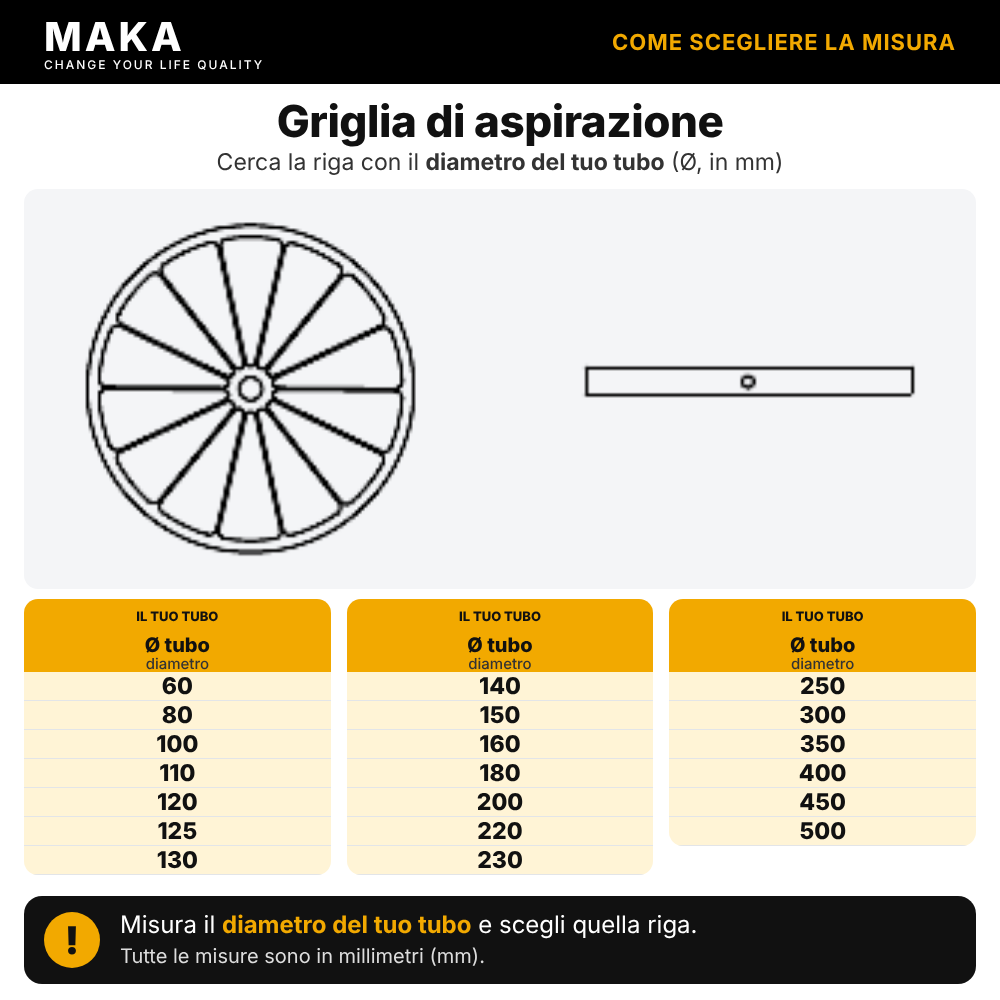 MAKA
CHANGE YOUR LIFE QUALITY
COME SCEGLIERE LA MISURA
Griglia di aspirazione
Cerca la riga con il diametro del tuo tubo (Ø, in mm)
IL TUO TUBO
Ø tubo
diametro
60
80
100
110
120
125
130
IL TUO TUBO
Ø tubo
diametro
140
150
160
180
200
220
230
IL TUO TUBO
Ø tubo
diametro
250
300
350
400
450
500
!
Misura il diametro del tuo tubo e scegli quella riga.
Tutte le misure sono in millimetri (mm).